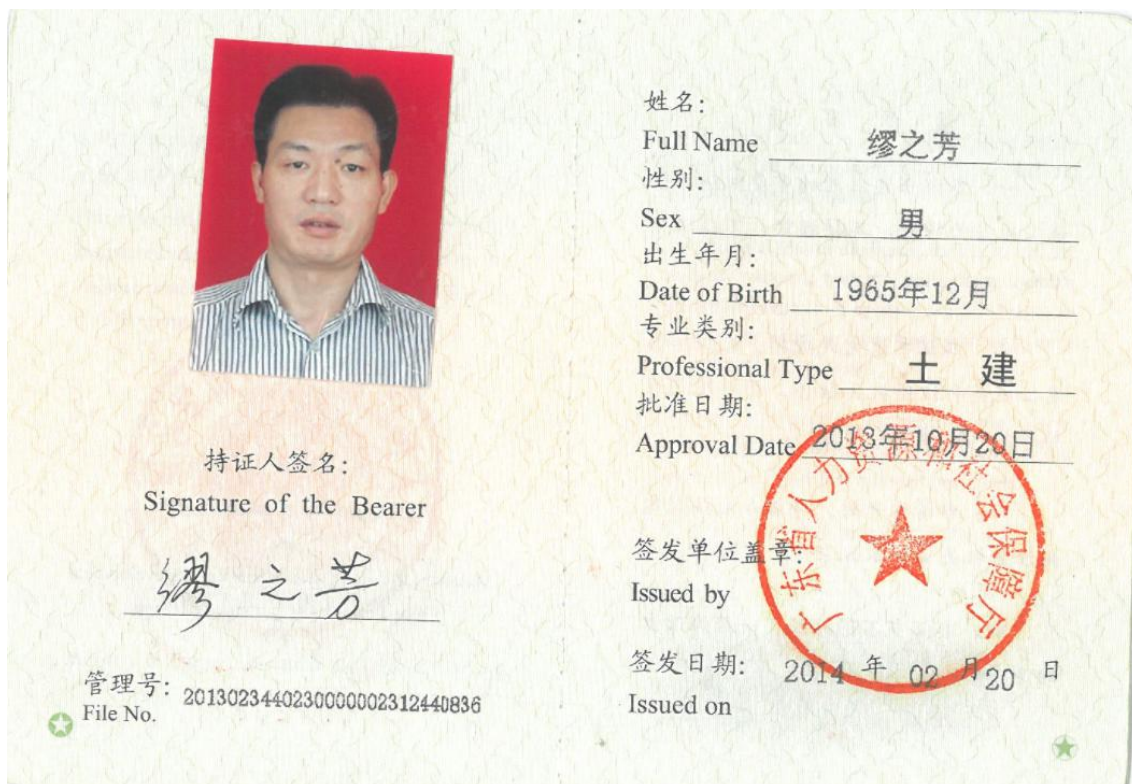 持证人签名:
Signature of the Bearer
缪之芳
管理号: 2013023440230000002312440836
File No.
姓名:
Full Name 缪之芳
性别:
Sex 男
出生年月:
Date of Birth 1965年12月
专业类别:
Professional Type 土 建
批准日期:
Approval Date 2013年10月20日
广东省人力资源和社会保障厅
签发单位盖章:
Issued by
签发日期: 2014 年 02 月 20 日
Issued on